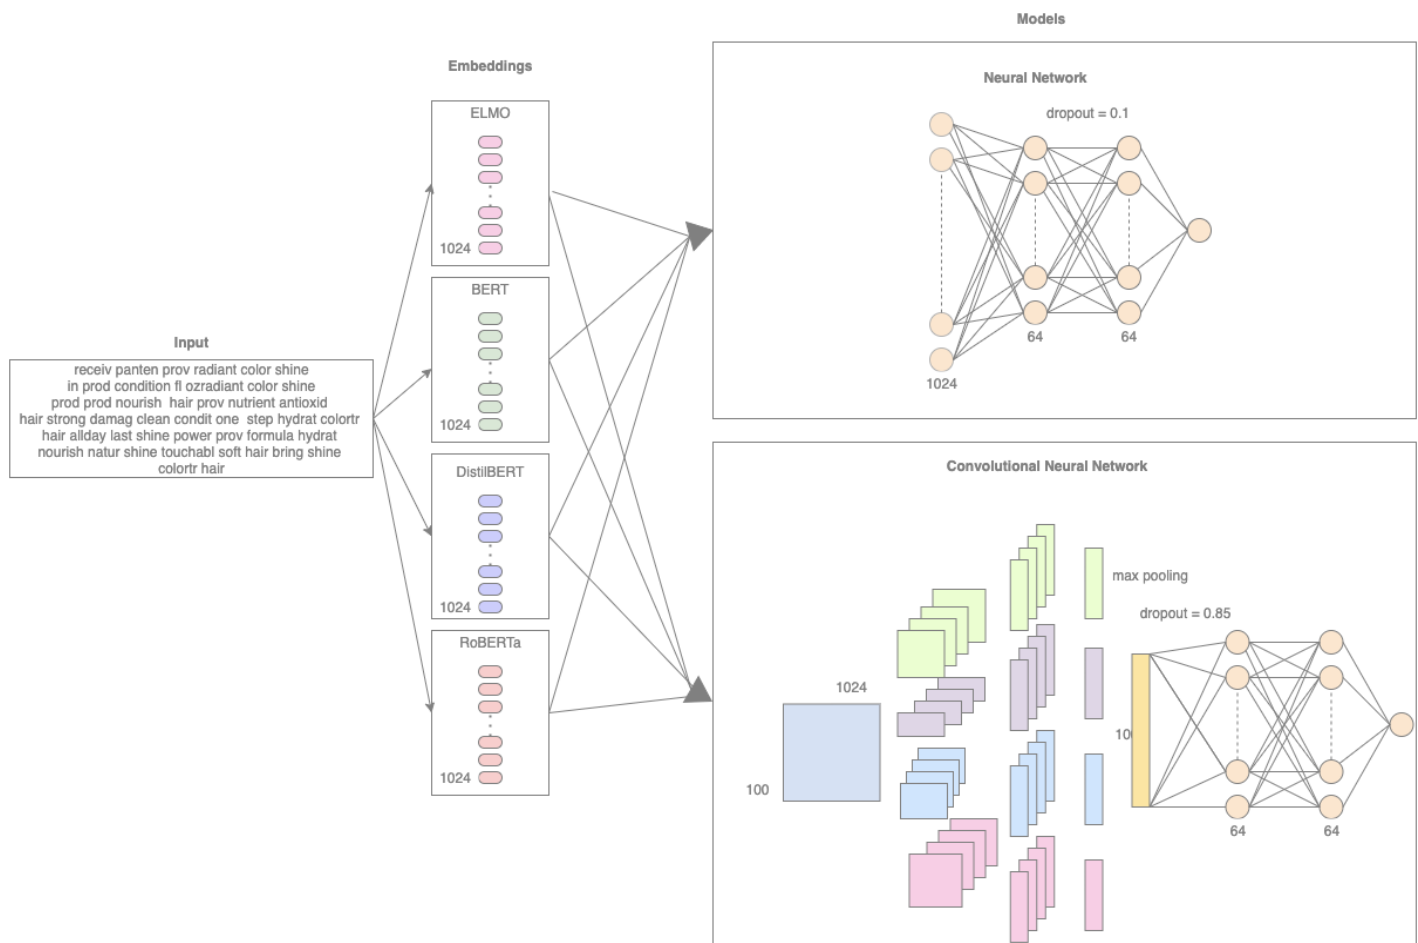 Models
Embeddings
Input
receiv panten prov radiant color shine
in prod condition fl ozradiant color shine
prod prod nourish hair prov nutrient antioxid
hair strong damag clean condit one step hydrat colortr
hair allday last shine power prov formula hydrat
nourish natur shine touchabl soft hair bring shine
colortr hair
ELMO
1024
BERT
1024
DistilBERT
1024
RoBERTa
1024
Neural Network
dropout = 0.1
1024
64
64
Convolutional Neural Network
1024
100
max pooling
dropout = 0.85
64
64